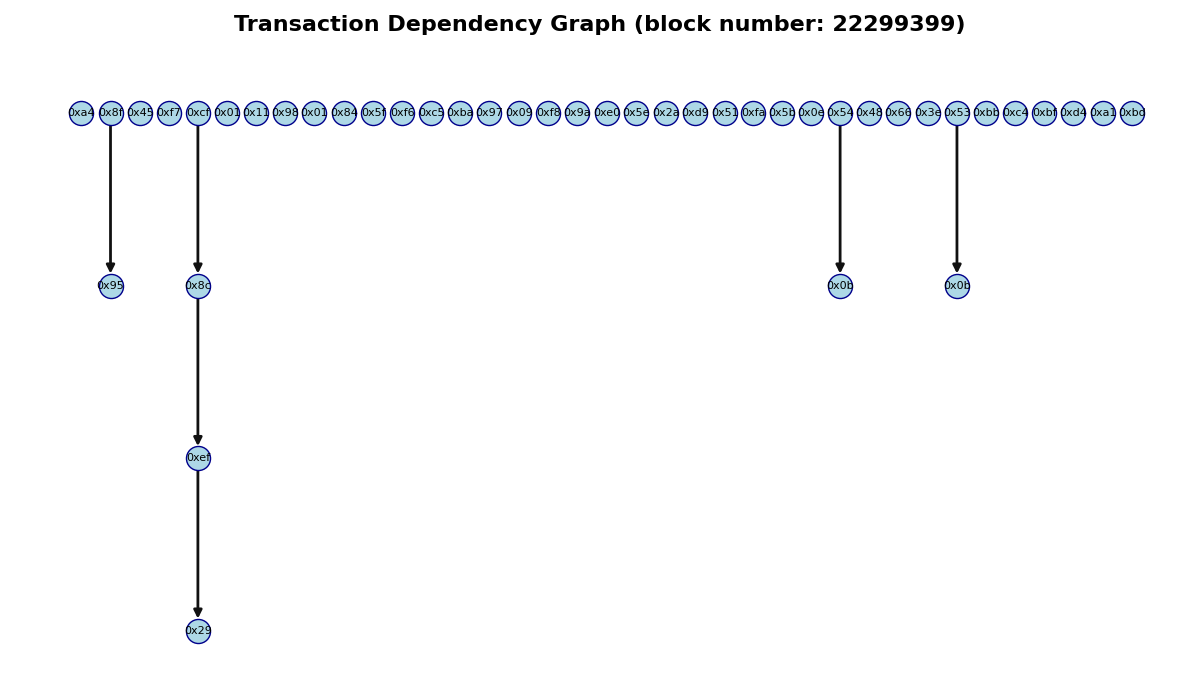 Transaction Dependency Graph (block number: 22299399)
0xa4 0x8f 0x45 0xf7 0xcf 0x01 0x11 0x98 0x01 0x84 0x5f 0xf6 0xc5 0xba 0x97 0x09 0xf8 0x9a 0xe0 0x5e 0x2a 0xd9 0x51 0xfa 0x5b 0x0e 0x54 0x48 0x66 0x3e 0x53 0xbb 0xc4 0xbf 0xd4 0xa1 0xbd
0x95 0x8c 0x0b 0x0b
0xef
0x29